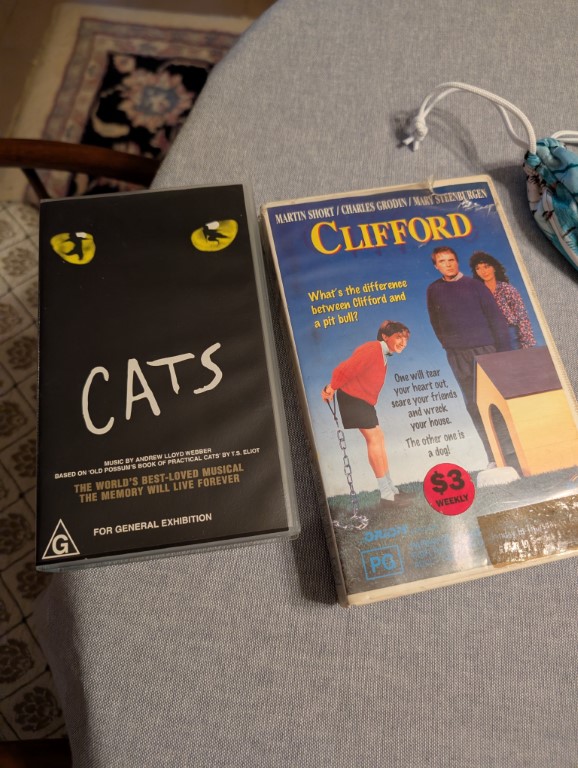 CATS
MUSIC BY ANDREW LLOYD WEBBER
BASED ON 'OLD POSSUM'S BOOK OF PRACTICAL CATS' BY T.S. ELIOT
THE WORLD'S BEST-LOVED MUSICAL
THE MEMORY WILL LIVE FOREVER
FOR GENERAL EXHIBITION
G
MARTIN SHORT / CHARLES GRODIN / MARY STEENBURGEN
CLIFFORD
What's the difference
between Clifford and
a pit bull?
One will tear
your heart out,
scare your friends
and wreck
your house.
The other one is
a dog!
$3
WEEKLY
ORION
PG